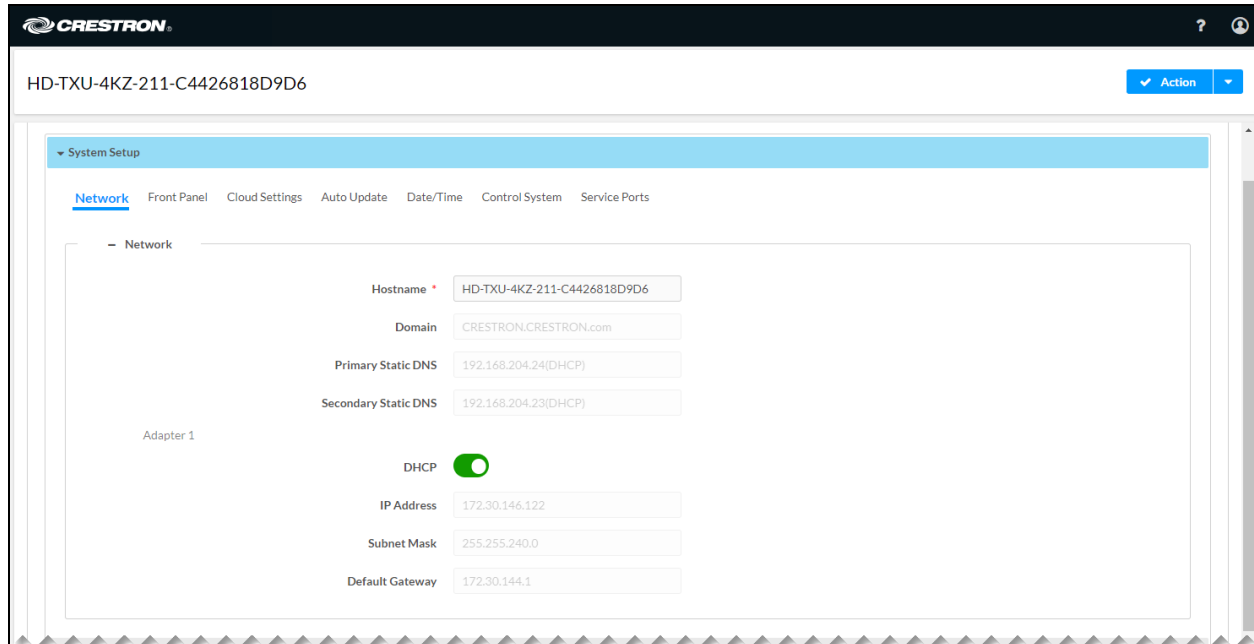 CRESTRON®
?
HD-TXU-4KZ-211-C4426818D9D6
Action
System Setup
Network Front Panel Cloud Settings Auto Update Date/Time Control System Service Ports
– Network
Hostname * HD-TXU-4KZ-211-C4426818D9D6
Domain CRESTRON.CRESTRON.com
Primary Static DNS 192.168.204.24(DHCP)
Secondary Static DNS 192.168.204.23(DHCP)
Adapter 1
DHCP
IP Address 172.30.146.122
Subnet Mask 255.255.240.0
Default Gateway 172.30.144.1